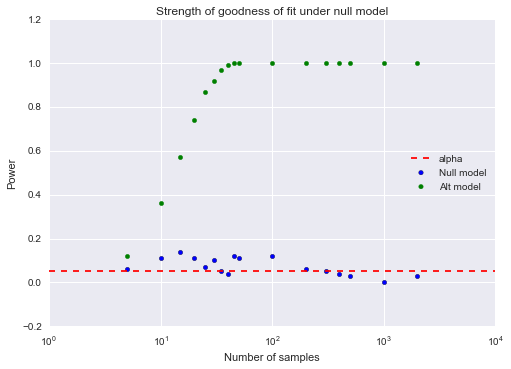 Strength of goodness of fit under null model
1.2
1.0
0.8
0.6
0.4
0.2
0.0
−0.2
Power
alpha
Null model
Alt model
10^0
10^1
10^2
10^3
10^4
Number of samples